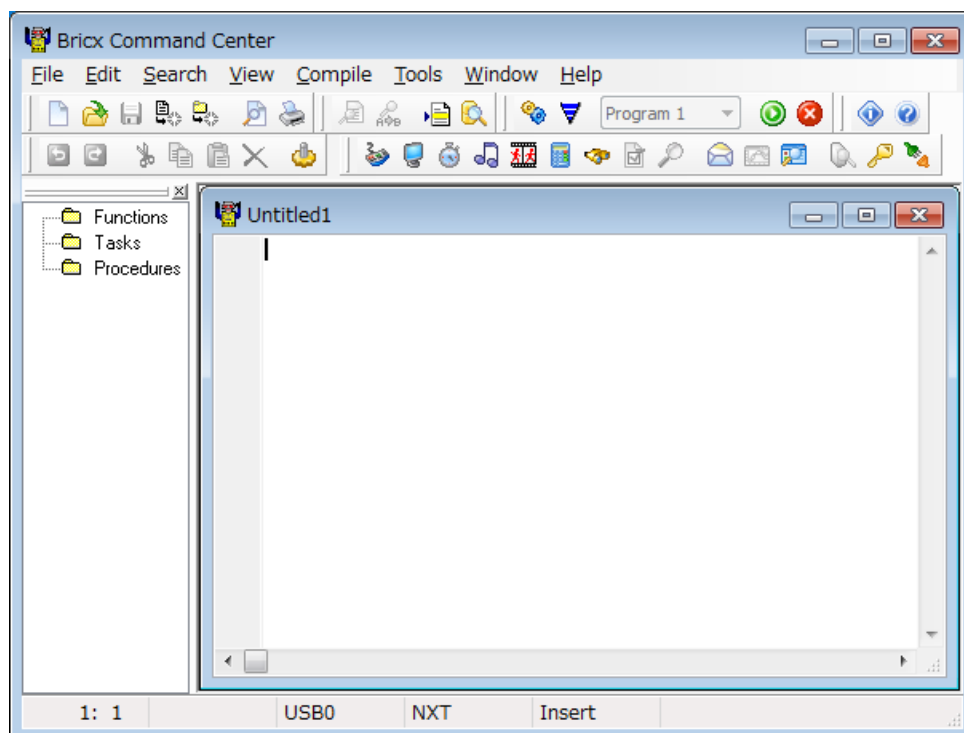 Bricx Command Center
File Edit Search View Compile Tools Window Help
Program 1
Functions
Tasks
Procedures
Untitled1
1: 1 USB0 NXT Insert